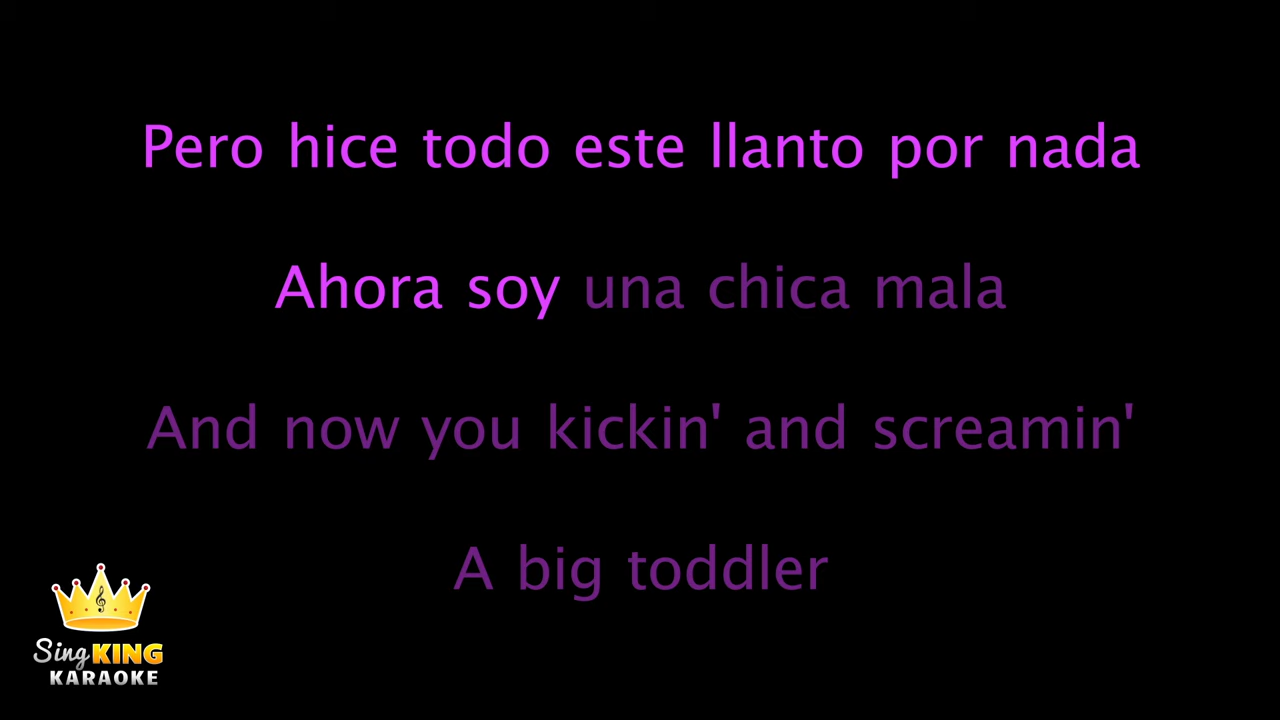 Pero hice todo este llanto por nada
Ahora soy una chica mala
And now you kickin' and screamin'
A big toddler
Sing KING
KARAOKE